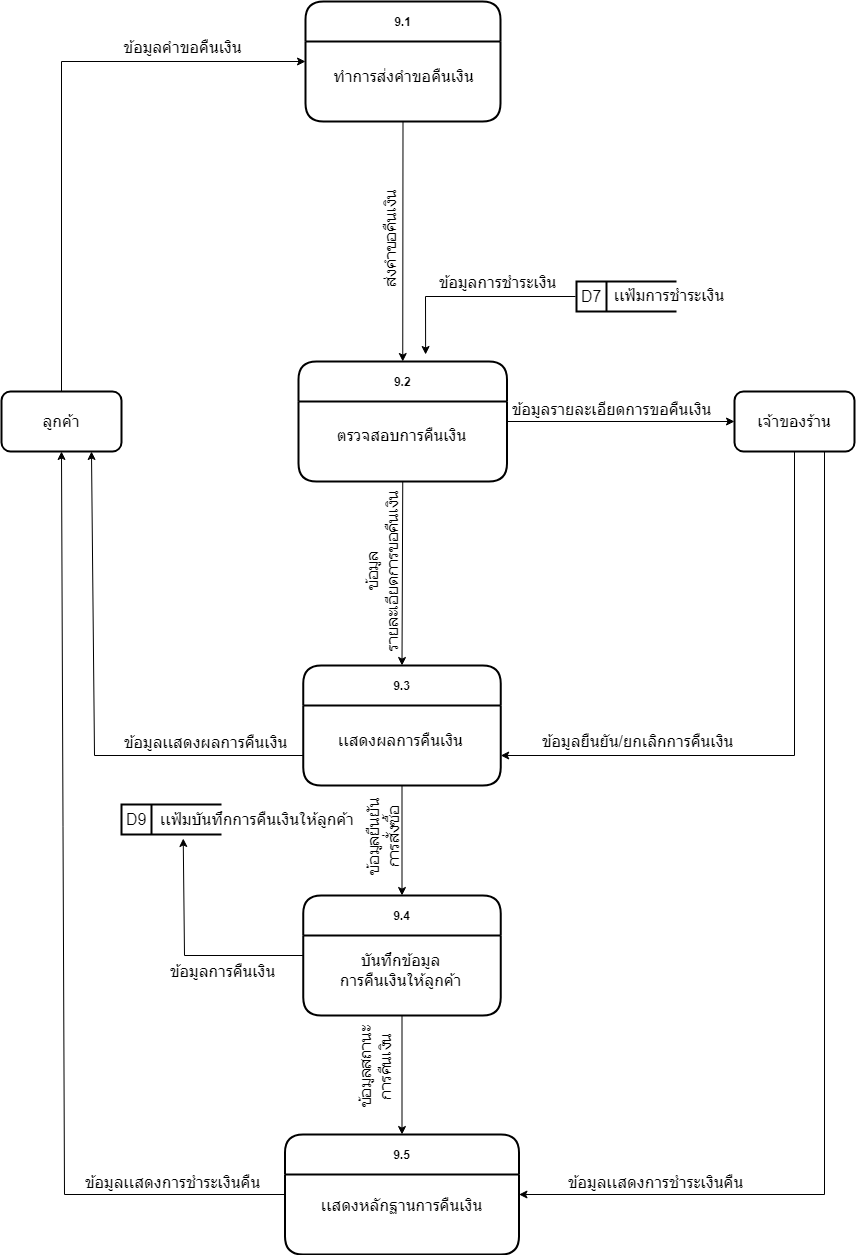 9.1
ข้อมูลคำขอคืนเงิน
ทำการส่งคำขอคืนเงิน
ส่งคำขอคืนเงิน
ข้อมูลการชำระเงิน
D7 แฟ้มการชำระเงิน
9.2
ลูกค้า
ข้อมูลรายละเอียดการขอคืนเงิน
เจ้าของร้าน
ตรวจสอบการคืนเงิน
ข้อมูล
รายละเอียดการขอคืนเงิน
9.3
ข้อมูลแสดงผลการคืนเงิน
แสดงผลการคืนเงิน
ข้อมูลยืนยัน/ยกเลิกการคืนเงิน
D9 แฟ้มบันทึกการคืนเงินให้ลูกค้า
ข้อมูลยืนยัน
การสั่งซื้อ
9.4
บันทึกข้อมูล
การคืนเงินให้ลูกค้า
ข้อมูลการคืนเงิน
ข้อมูลสถานะ
การคืนเงิน
9.5
ข้อมูลแสดงการชำระเงินคืน
ข้อมูลแสดงการชำระเงินคืน
แสดงหลักฐานการคืนเงิน